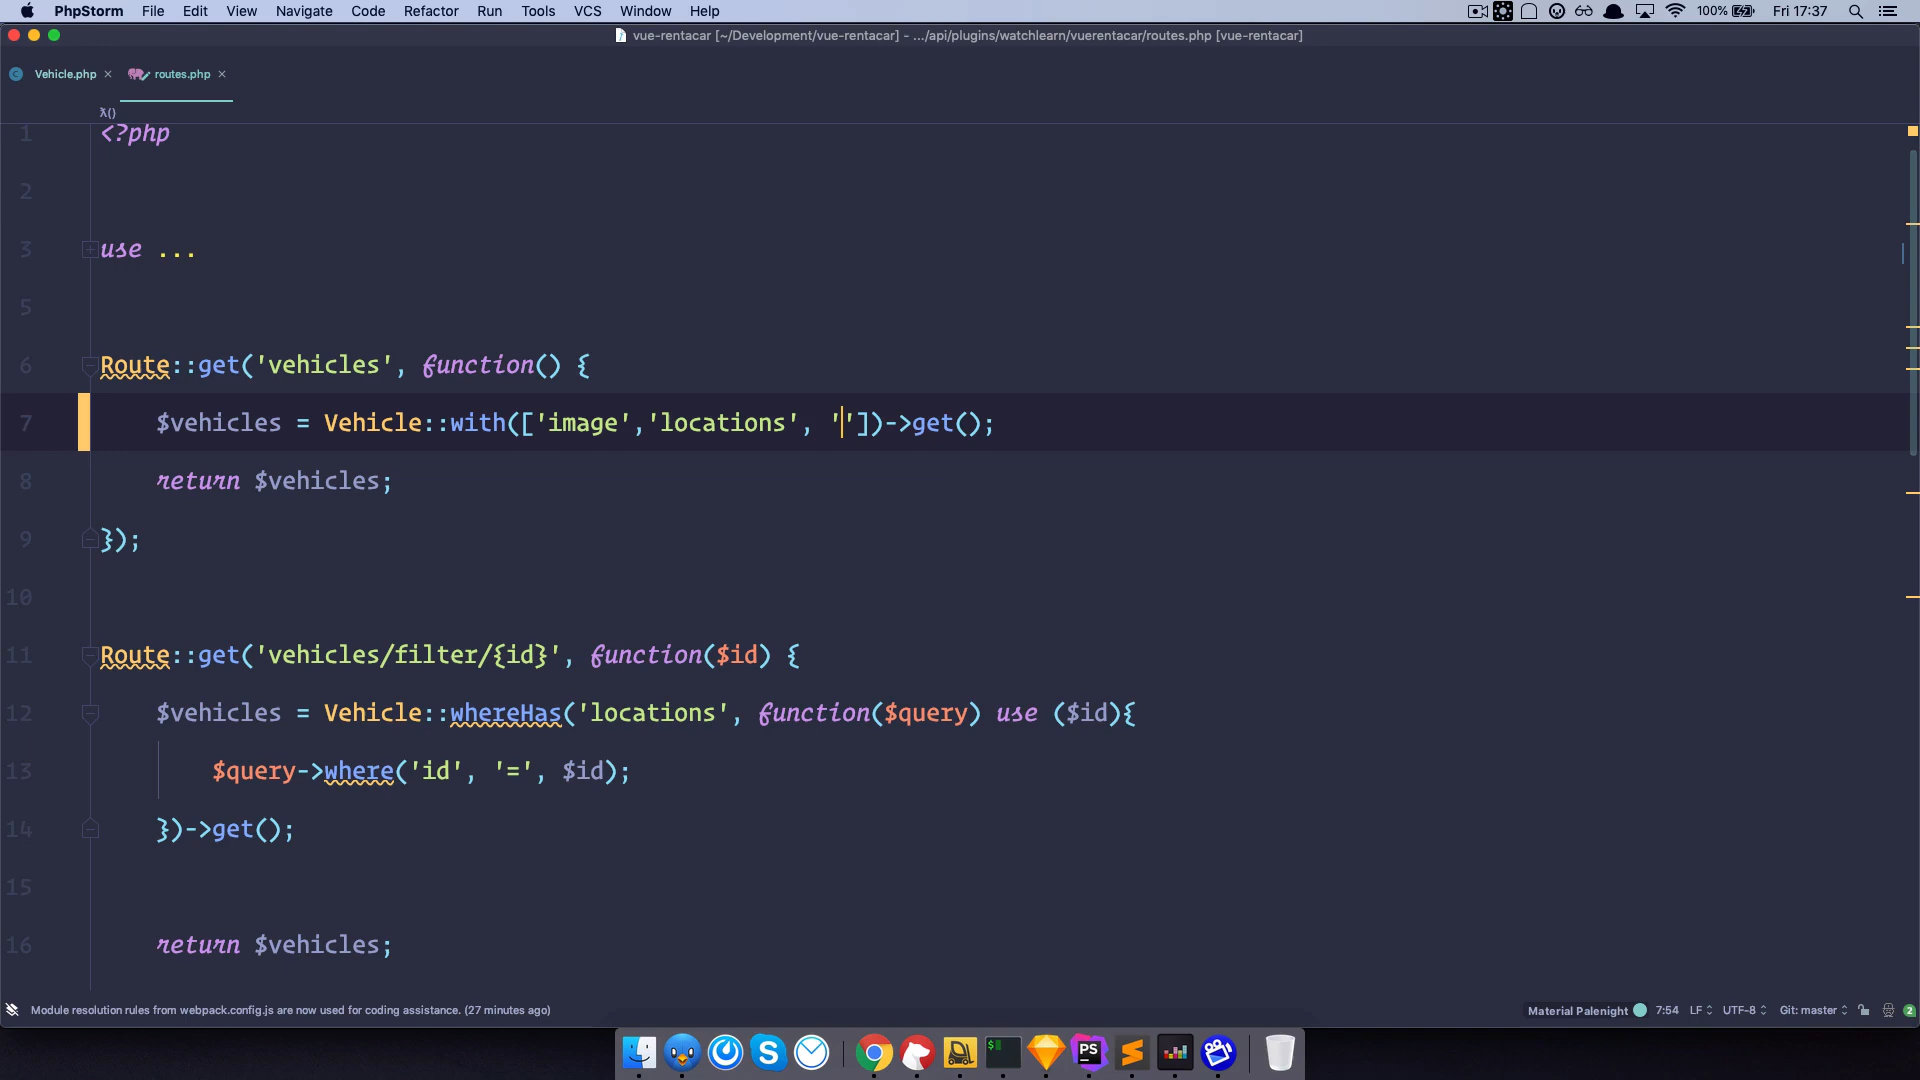 PhpStorm File Edit View Navigate Code Refactor Run Tools VCS Window Help 100% Fri 17:37
vue-rentacar [~/Development/vue-rentacar] - .../api/plugins/watchlearn/vuerentacar/routes.php [vue-rentacar]
Vehicle.php routes.php
λ()
1 <?php
2
3 use ...
5
6 Route::get('vehicles', function() {
7 $vehicles = Vehicle::with(['image','locations', ''])->get();
8 return $vehicles;
9 });
10
11 Route::get('vehicles/filter/{id}', function($id) {
12 $vehicles = Vehicle::whereHas('locations', function($query) use ($id){
13 $query->where('id', '=', $id);
14 })->get();
15
16 return $vehicles;
Module resolution rules from webpack.config.js are now used for coding assistance. (27 minutes ago) Material Palenight 7:54 LF UTF-8 Git: master 2